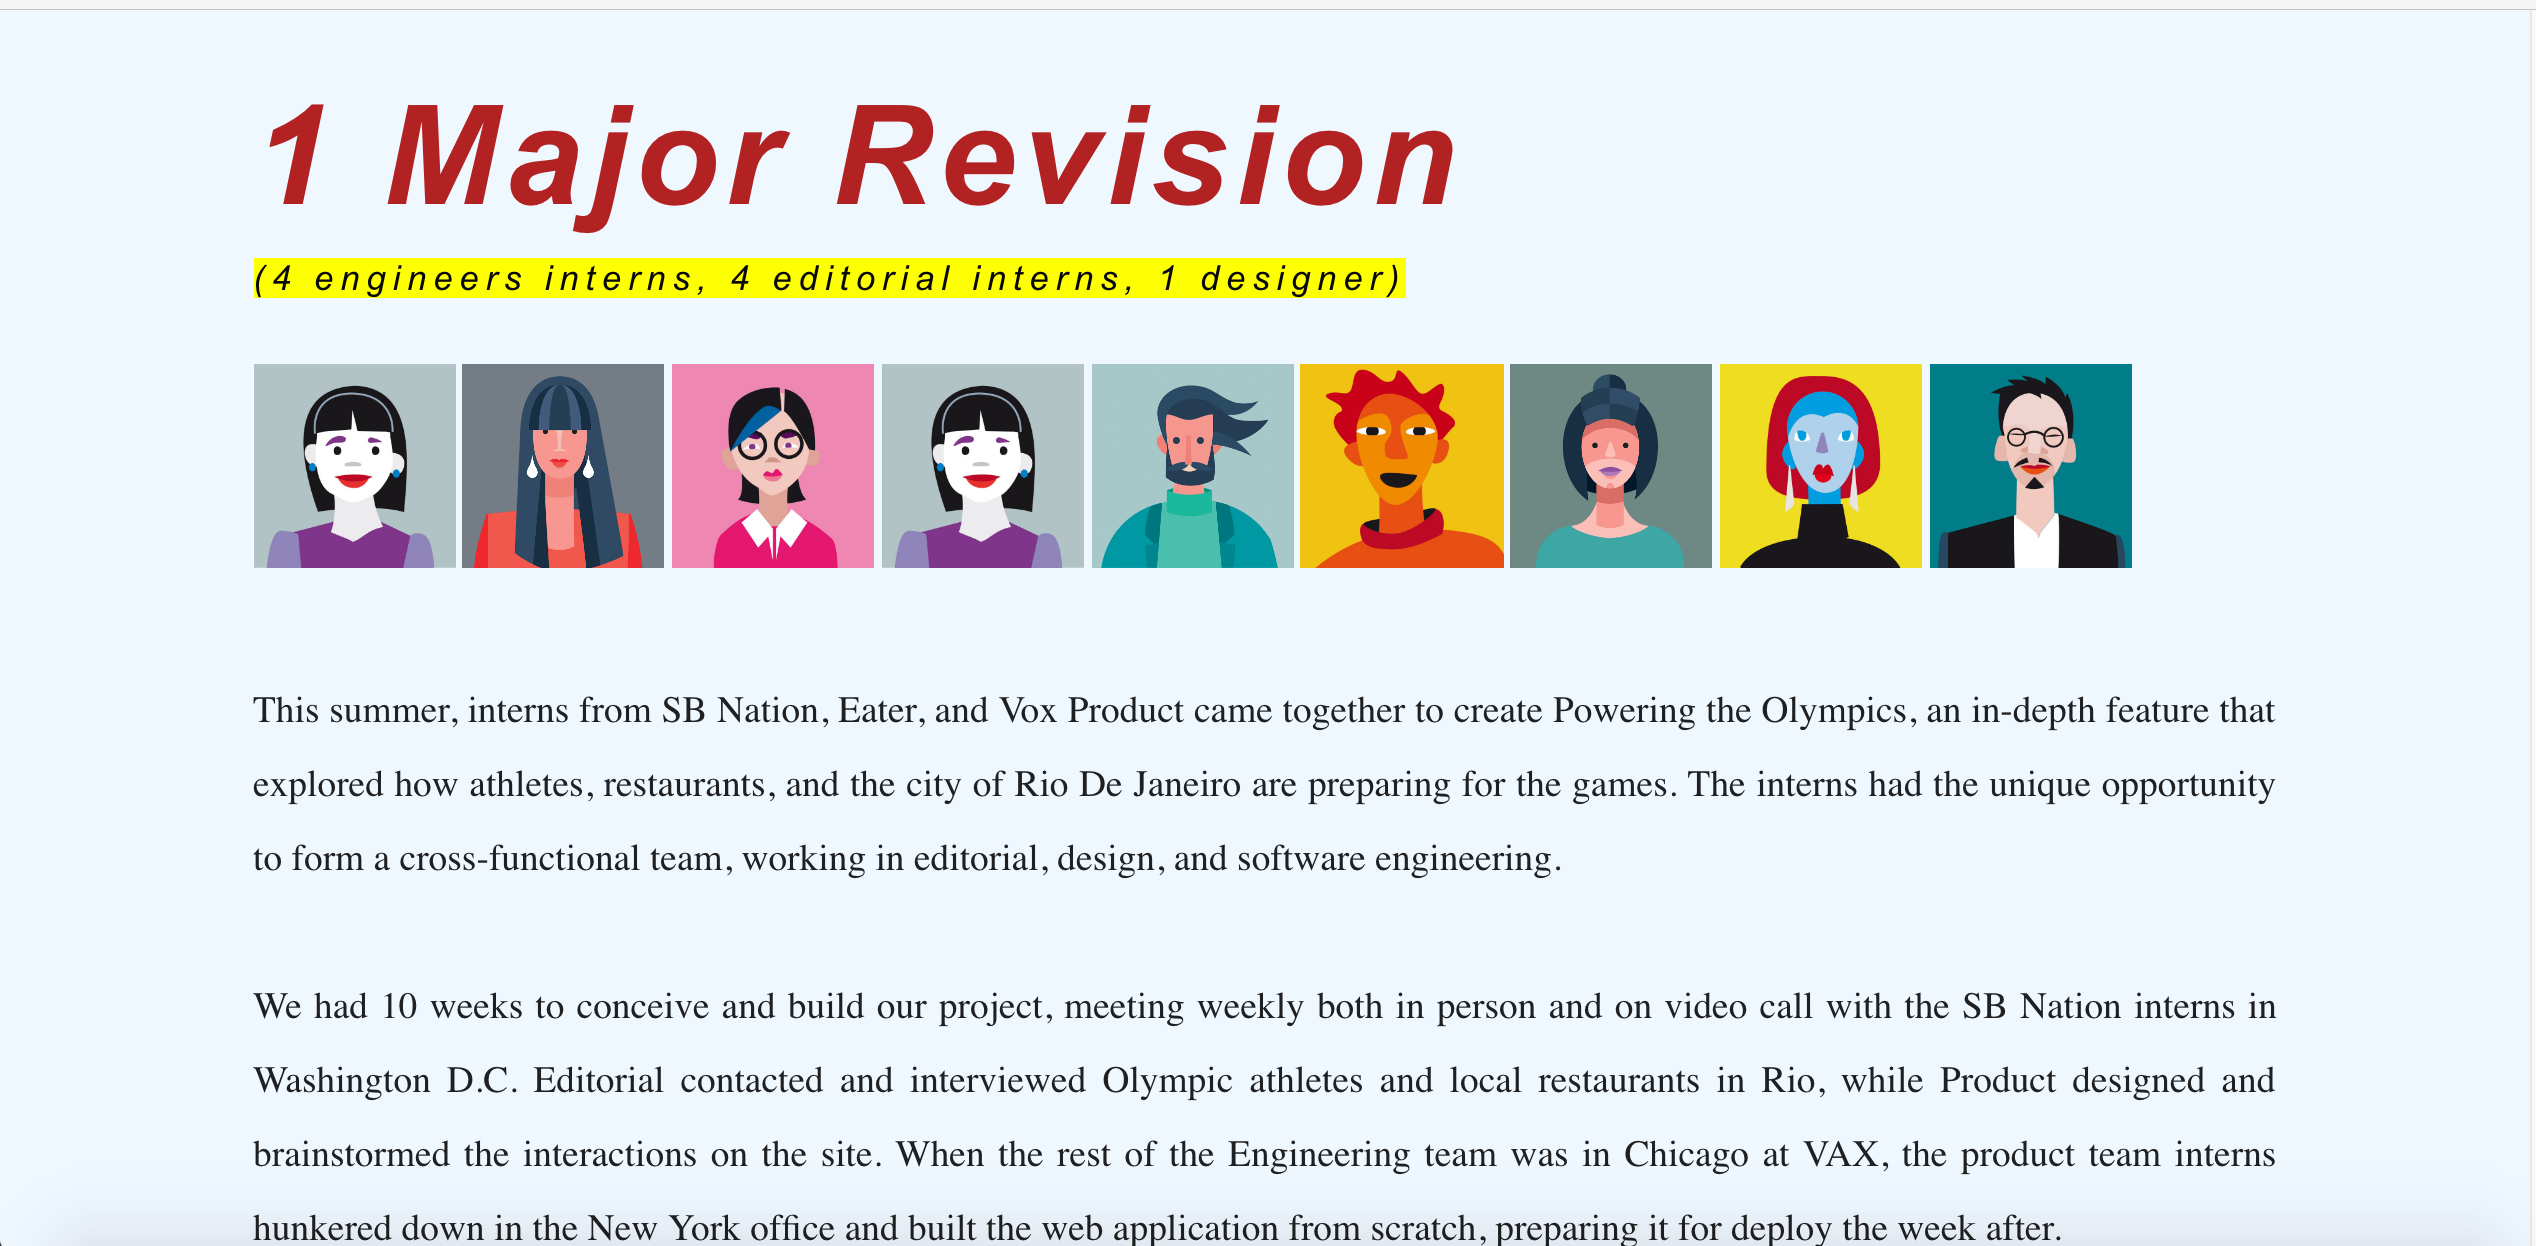 1 Major Revision
(4 engineers interns, 4 editorial interns, 1 designer)
This summer, interns from SB Nation, Eater, and Vox Product came together to create Powering the Olympics, an in-depth feature that
explored how athletes, restaurants, and the city of Rio De Janeiro are preparing for the games. The interns had the unique opportunity
to form a cross-functional team, working in editorial, design, and software engineering.
We had 10 weeks to conceive and build our project, meeting weekly both in person and on video call with the SB Nation interns in
Washington D.C. Editorial contacted and interviewed Olympic athletes and local restaurants in Rio, while Product designed and
brainstormed the interactions on the site. When the rest of the Engineering team was in Chicago at VAX, the product team interns
hunkered down in the New York office and built the web application from scratch, preparing it for deploy the week after.